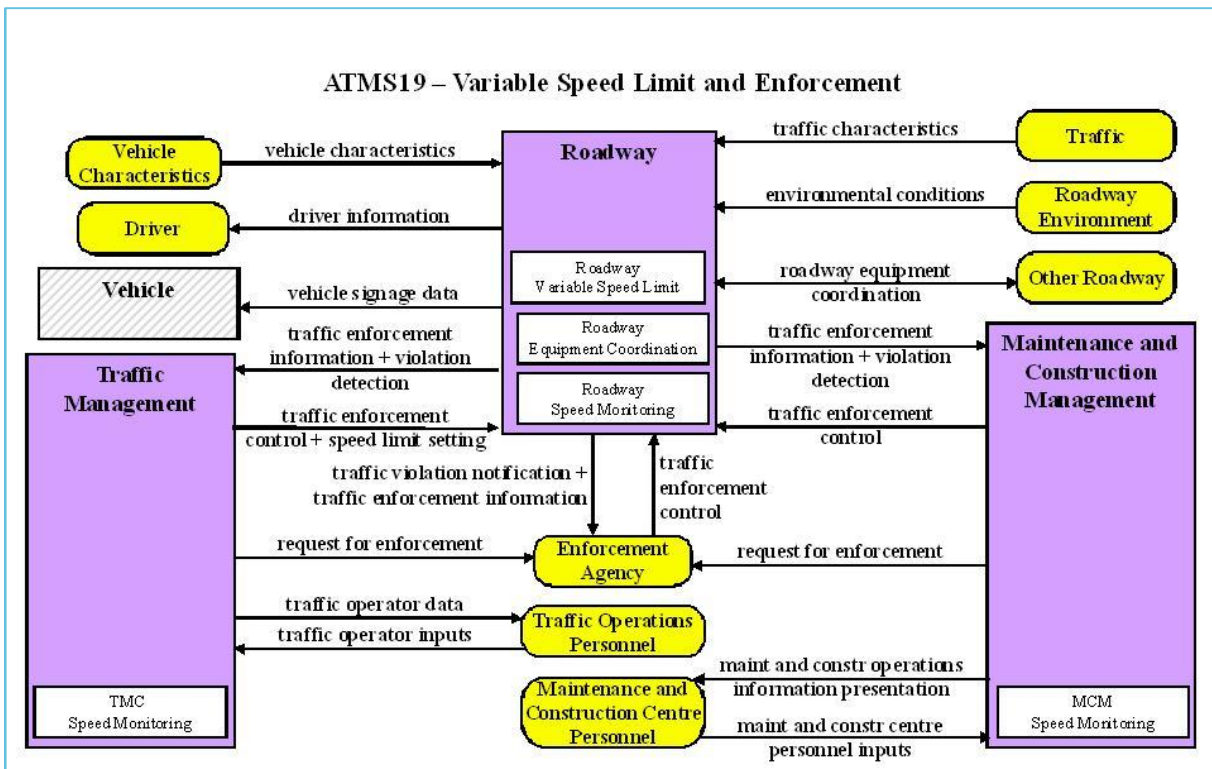 ATMS19 – Variable Speed Limit and Enforcement
Vehicle
Characteristics
vehicle characteristics
Roadway
traffic characteristics
Traffic
Driver
driver information
environmental conditions
Roadway
Environment
Vehicle
vehicle signage data
Roadway
Variable Speed Limit
roadway equipment
coordination
Other Roadway
traffic enforcement
information + violation
detection
Roadway
Equipment Coordination
traffic enforcement
information + violation
detection
Maintenance and
Construction
Management
Traffic
Management
Roadway
Speed Monitoring
traffic enforcement
control + speed limit setting
traffic enforcement
control
traffic violation notification +
traffic enforcement information
traffic
enforcement
control
request for enforcement
Enforcement
Agency
request for enforcement
traffic operator data
traffic operator inputs
Traffic Operations
Personnel
maint and constr operations
information presentation
Maintenance and
Construction Centre
Personnel
maint and constr centre
personnel inputs
TMC
Speed Monitoring
MCM
Speed Monitoring